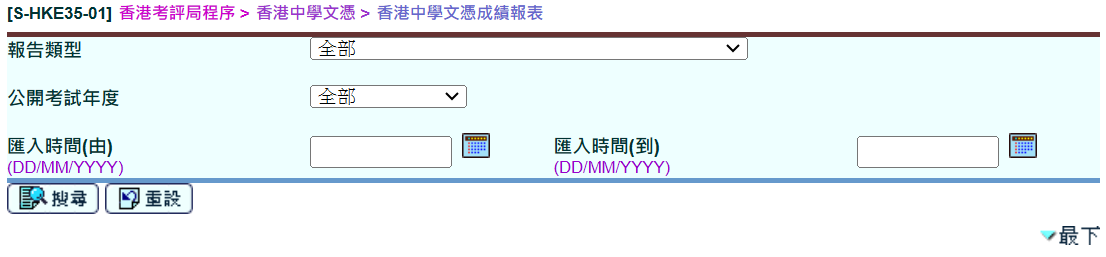 [S-HKE35-01] 香港考評局程序 > 香港中學文憑 > 香港中學文憑成績報表
報告類型 全部
公開考試年度 全部
匯入時間(由) 匯入時間(到)
(DD/MM/YYYY) (DD/MM/YYYY)
搜尋 重設
最下